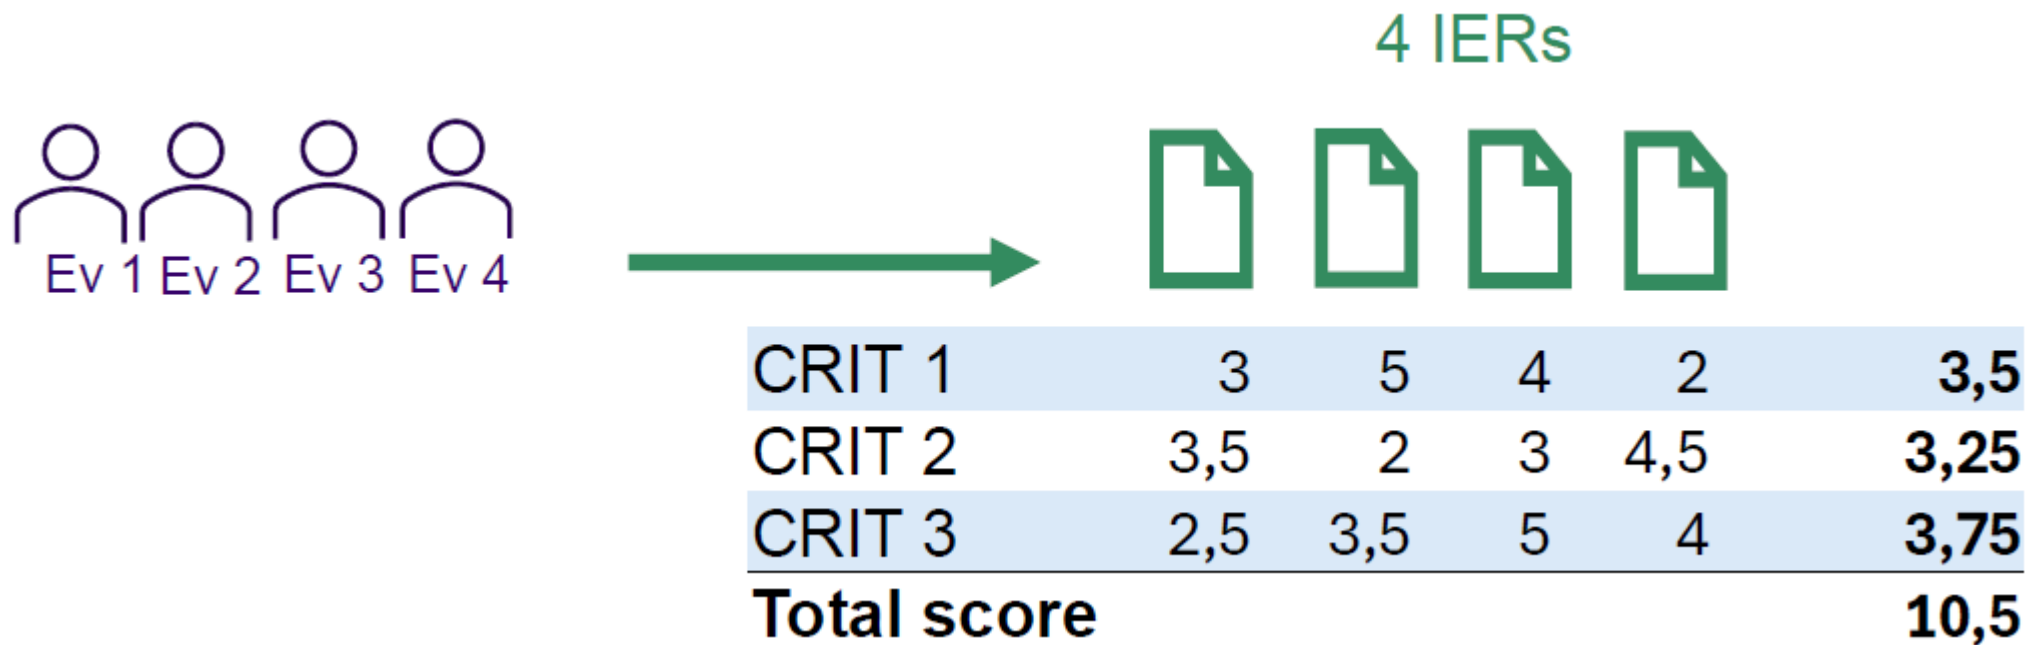 4 IERs
Ev 1 Ev 2 Ev 3 Ev 4
CRIT 1 3 5 4 2 3,5
CRIT 2 3,5 2 3 4,5 3,25
CRIT 3 2,5 3,5 5 4 3,75
Total score 10,5